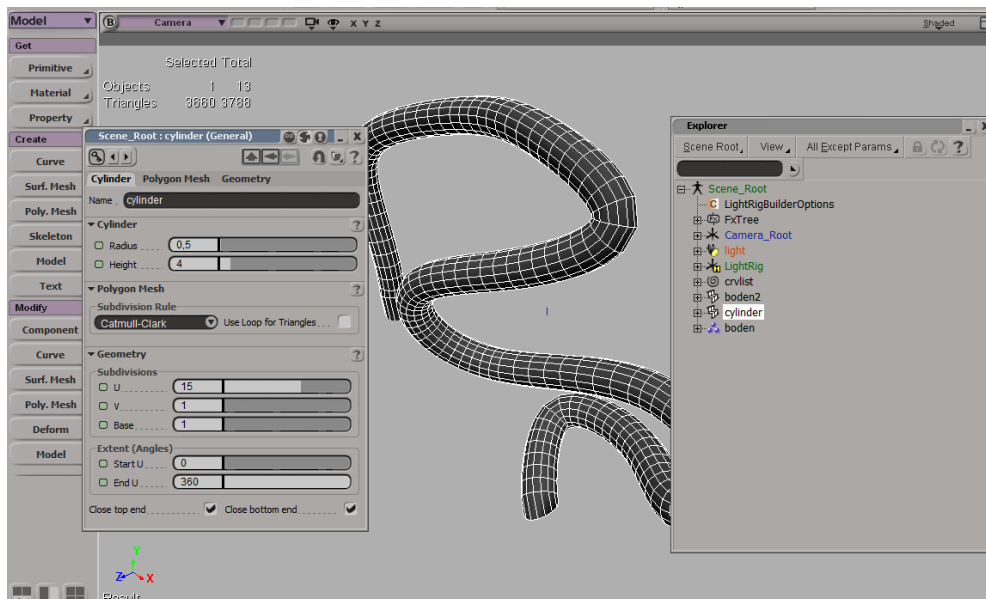 Model
B Camera X Y Z Shaded
Get
Primitive
Material
Property
Create
Curve
Surf. Mesh
Poly. Mesh
Skeleton
Model
Text
Modify
Component
Curve
Surf. Mesh
Poly. Mesh
Deform
Model
Selected Total
Objects 1 13
Triangles 3660 3788
Scene_Root : cylinder (General)
Cylinder Polygon Mesh Geometry
Name cylinder
Cylinder
Radius 0,5
Height 4
Polygon Mesh
Subdivision Rule
Catmull-Clark Use Loop for Triangles
Geometry
Subdivisions
U 15
V 1
Base 1
Extent (Angles)
Start U 0
End U 360
Close top end Close bottom end
Explorer
Scene Root View All Except Params
Scene_Root
C LightRigBuilderOptions
FxTree
Camera_Root
light
LightRig
crvlist
boden2
cylinder
boden
Y
Z X
Result